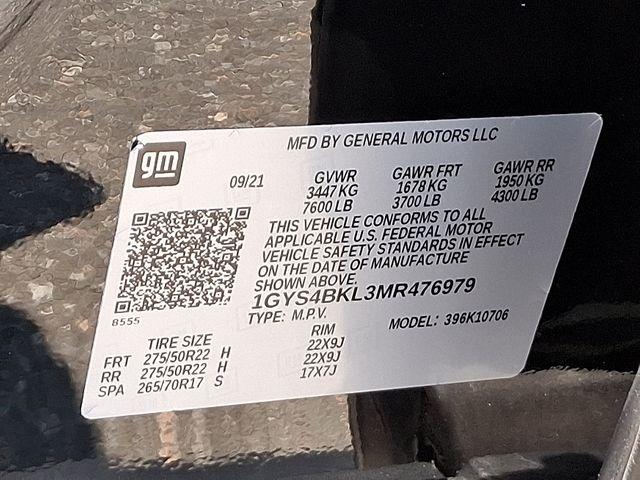 MFD BY GENERAL MOTORS LLC
gm
09/21 GVWR GAWR FRT GAWR RR
3447 KG 1678 KG 1950 KG
7600 LB 3700 LB 4300 LB
THIS VEHICLE CONFORMS TO ALL
APPLICABLE U.S. FEDERAL MOTOR
VEHICLE SAFETY STANDARDS IN EFFECT
ON THE DATE OF MANUFACTURE
SHOWN ABOVE.
1GYS4BKL3MR476979
8555
TYPE: M.P.V. MODEL: 396K10706
TIRE SIZE RIM
FRT 275/50R22 H 22X9J
RR 275/50R22 H 22X9J
SPA 265/70R17 S 17X7J